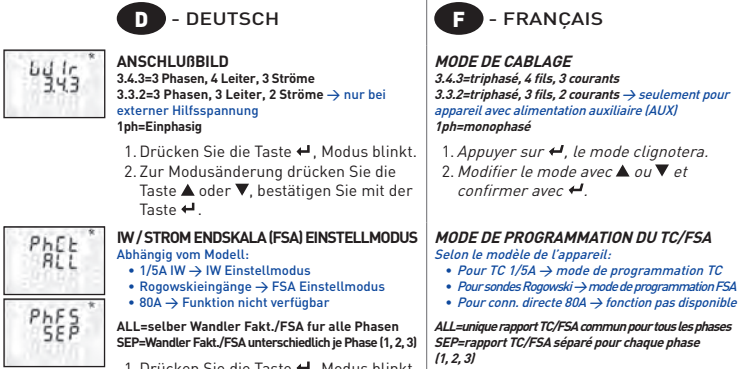 D - DEUTSCH
ANSCHLUßBILD
3.4.3=3 Phasen, 4 Leiter, 3 Ströme
3.3.2=3 Phasen, 3 Leiter, 2 Ströme → nur bei
externer Hilfsspannung
1ph=Einphasig
1. Drücken Sie die Taste ↵, Modus blinkt.
2. Zur Modusänderung drücken Sie die
Taste ▲ oder ▼, bestätigen Sie mit der
Taste ↵.
IW / STROM ENDSKALA (FSA) EINSTELLMODUS
Abhängig vom Modell:
• 1/5A IW → IW Einstellmodus
• Rogowskieingänge → FSA Einstellmodus
• 80A → Funktion nicht verfügbar
ALL=selber Wandler Fakt./FSA fur alle Phasen
SEP=Wandler Fakt./FSA unterschiedlich je Phase (1, 2, 3)
1. Drücken Sie die Taste ↵, Modus blinkt.
F - FRANÇAIS
MODE DE CABLAGE
3.4.3=triphasé, 4 fils, 3 courants
3.3.2=triphasé, 3 fils, 2 courants → seulement pour
appareil avec alimentation auxiliaire (AUX)
1ph=monophasé
1. Appuyer sur ↵, le mode clignotera.
2. Modifier le mode avec ▲ ou ▼ et
confirmer avec ↵.
MODE DE PROGRAMMATION DU TC/FSA
Selon le modèle de l'appareil:
• Pour TC 1/5A → mode de programmation TC
• Pour sondes Rogowski → mode de programmation FSA
• Pour conn. directe 80A → fonction pas disponible
ALL=unique rapport TC/FSA commun pour tous les phases
SEP=rapport TC/FSA séparé pour chaque phase
(1, 2, 3)
*
3.4.3
*
PhCt
ALL
*
PhFS
SEP